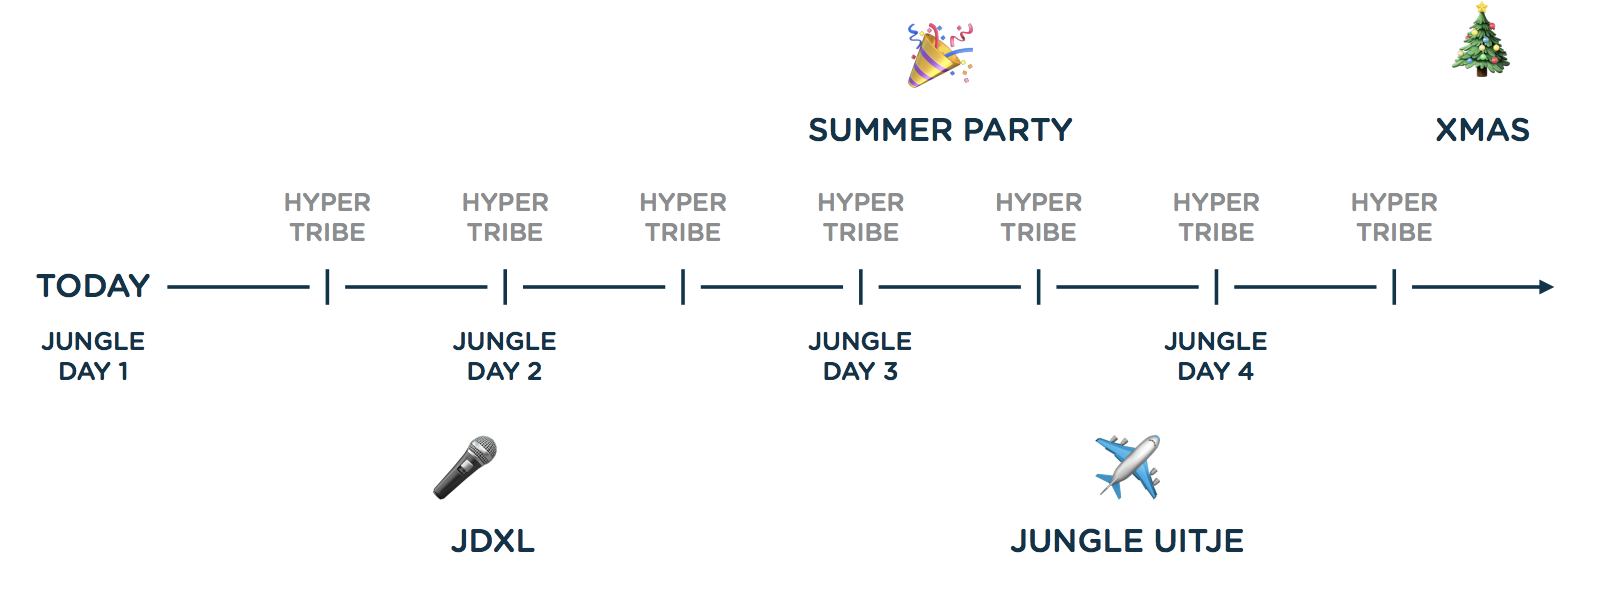 SUMMER PARTY
XMAS
HYPER
TRIBE
HYPER
TRIBE
HYPER
TRIBE
HYPER
TRIBE
HYPER
TRIBE
HYPER
TRIBE
HYPER
TRIBE
TODAY
JUNGLE
DAY 1
JUNGLE
DAY 2
JUNGLE
DAY 3
JUNGLE
DAY 4
JDXL
JUNGLE UITJE